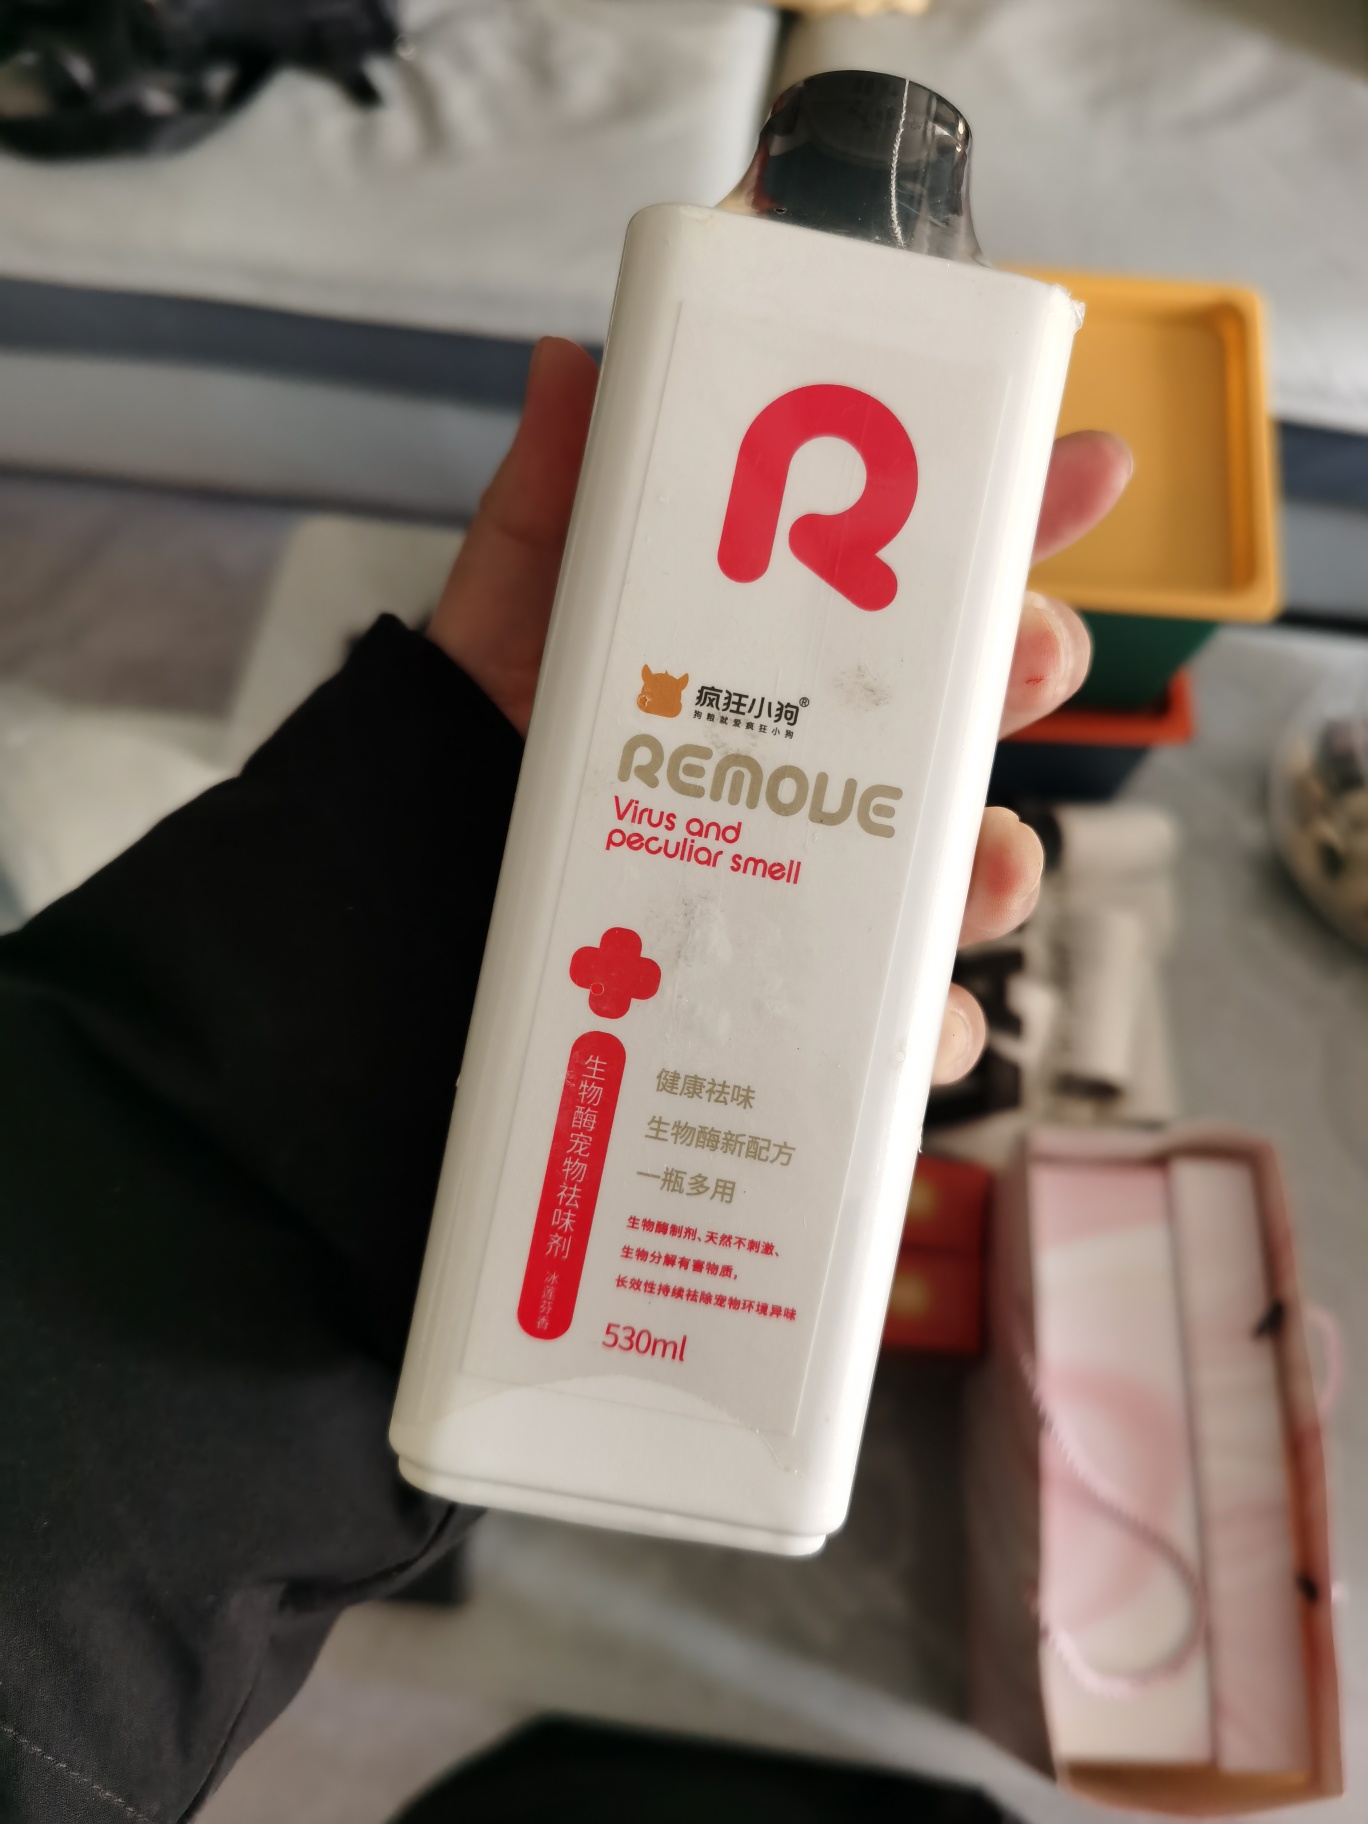 R
疯狂小狗®
狗粮就爱疯狂小狗
REMOVE
Virus and
peculiar smell
生物酶宠物祛味剂 冰莲芬香
健康祛味
生物酶新配方
一瓶多用
生物酶制剂、天然不刺激、
生物分解有害物质，
长效性持续祛除宠物环境异味
530ml